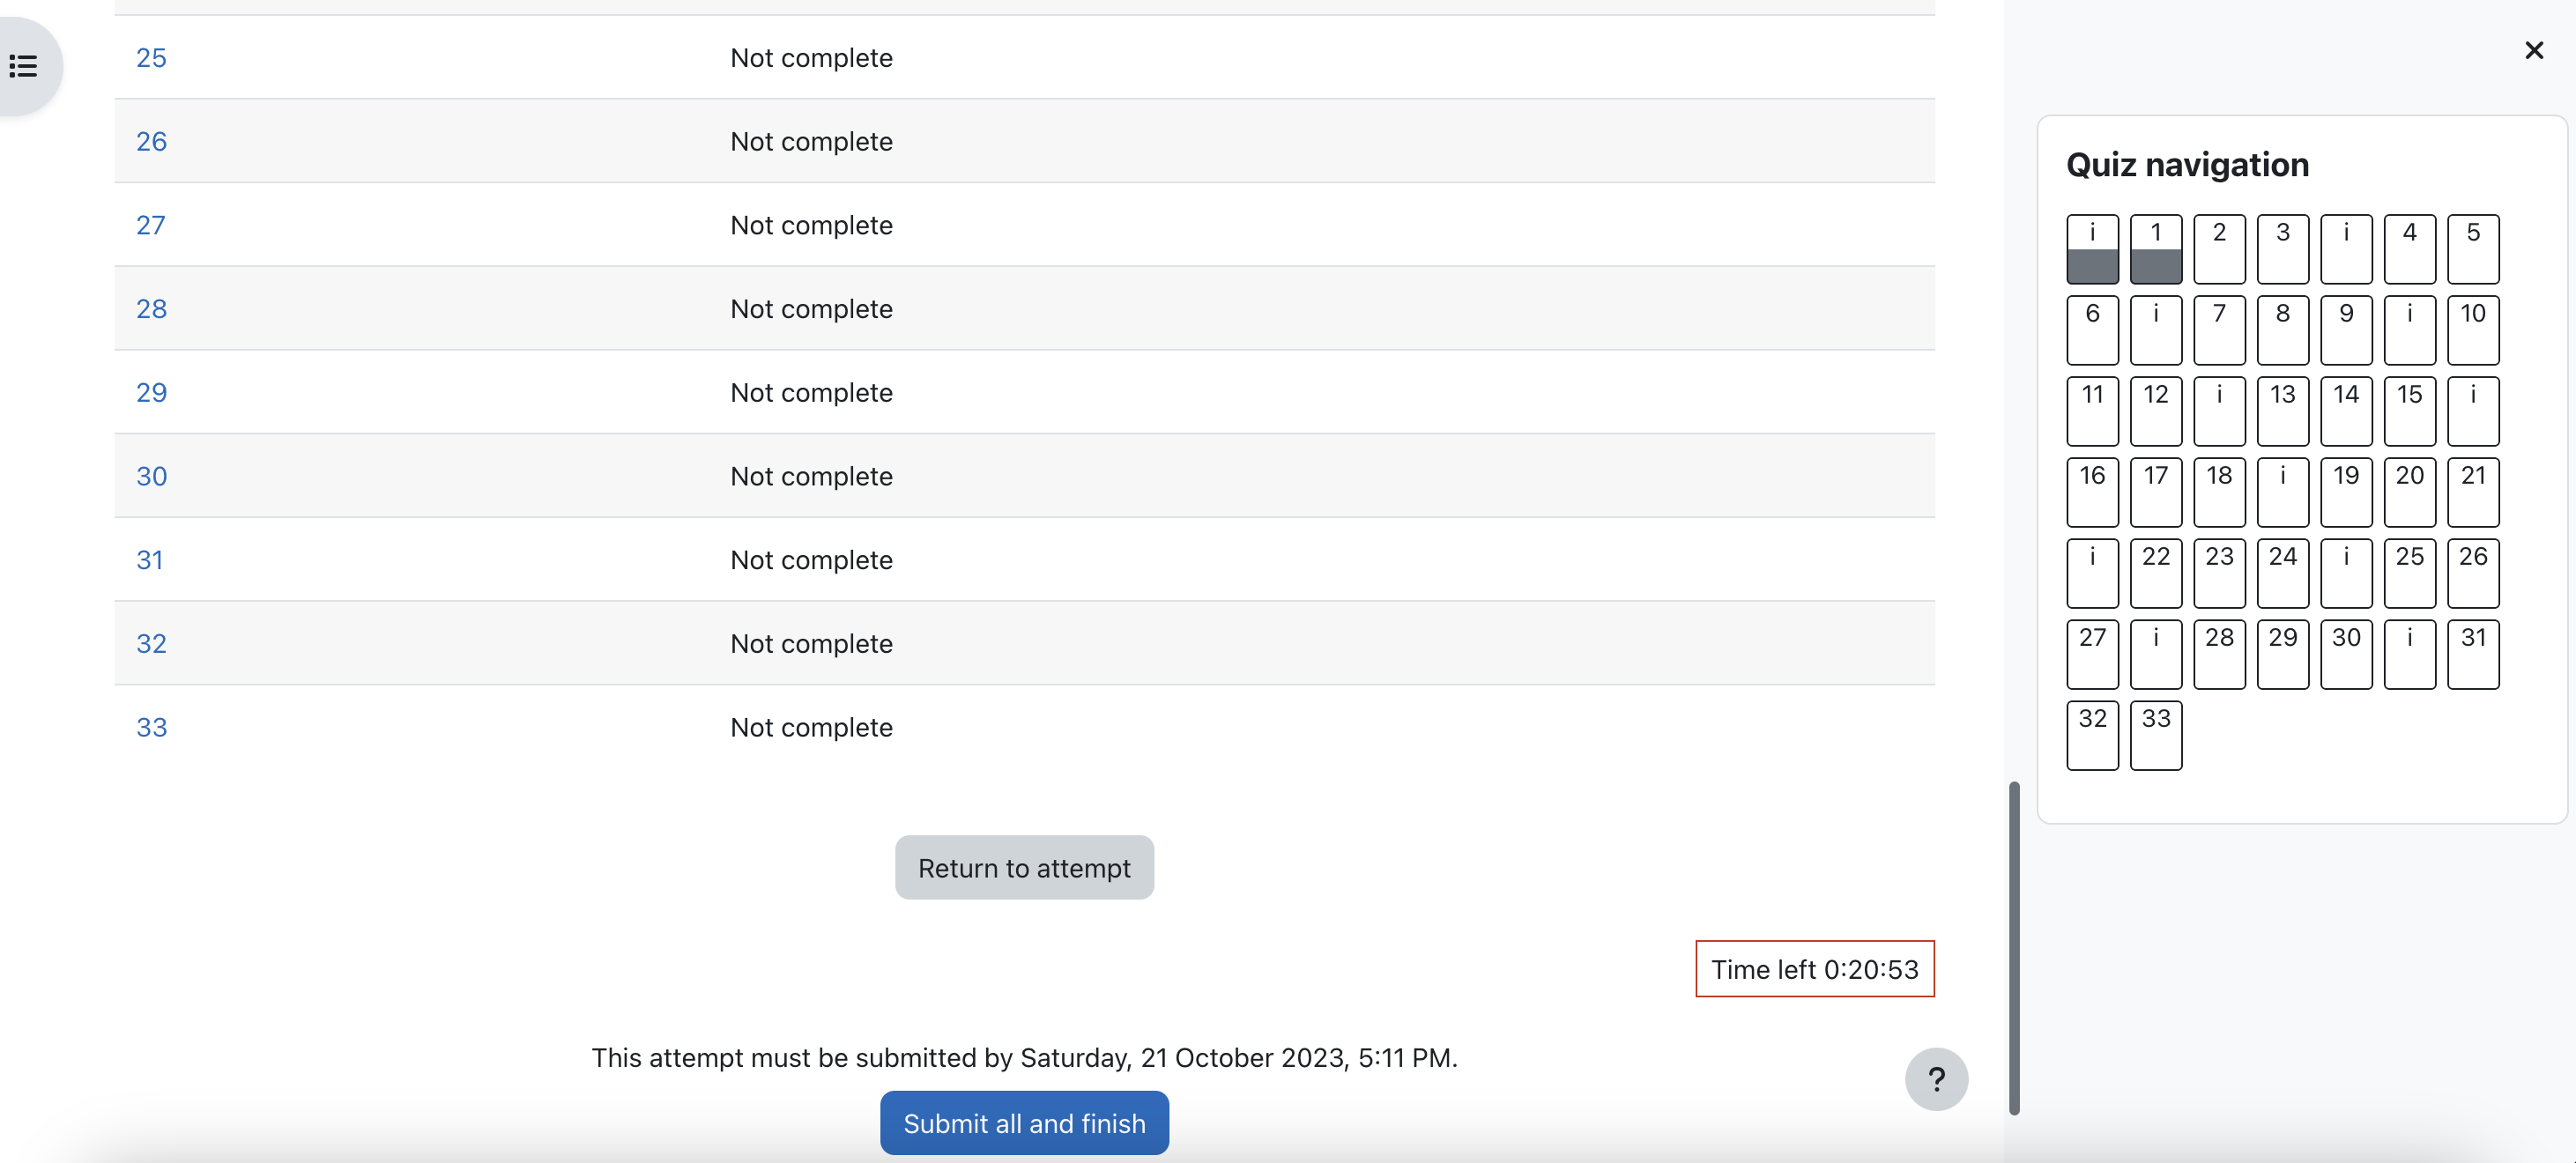 25 Not complete
26 Not complete
27 Not complete
28 Not complete
29 Not complete
30 Not complete
31 Not complete
32 Not complete
33 Not complete
Return to attempt
Time left 0:20:53
This attempt must be submitted by Saturday, 21 October 2023, 5:11 PM.
?
Submit all and finish
Quiz navigation
i 1 2 3 i 4 5
6 i 7 8 9 i 10
11 12 i 13 14 15 i
16 17 18 i 19 20 21
i 22 23 24 i 25 26
27 i 28 29 30 i 31
32 33